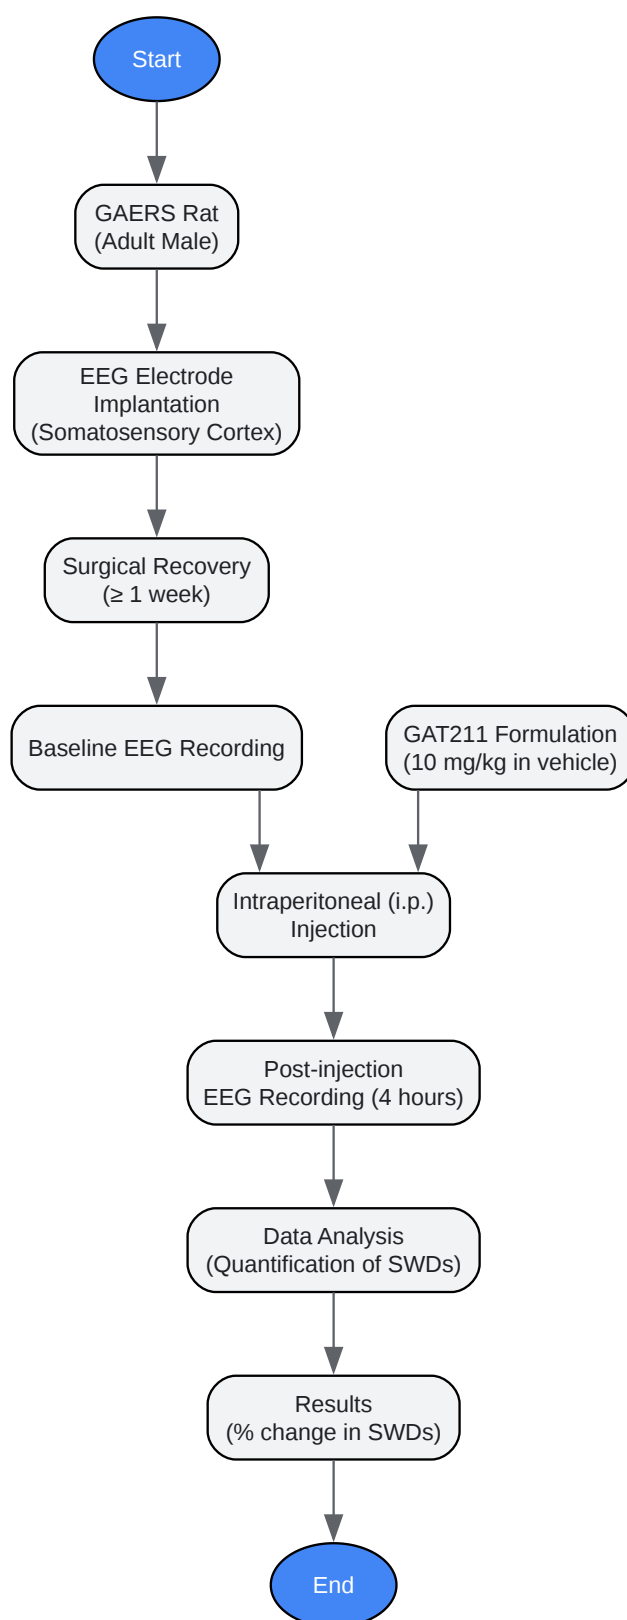 Start
GAERS Rat
(Adult Male)
EEG Electrode
Implantation
(Somatosensory Cortex)
Surgical Recovery
(≥ 1 week)
Baseline EEG Recording
GAT211 Formulation
(10 mg/kg in vehicle)
Intraperitoneal (i.p.)
Injection
Post-injection
EEG Recording (4 hours)
Data Analysis
(Quantification of SWDs)
Results
(% change in SWDs)
End